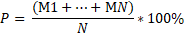 P = (M1 + ⋯ + MN) / N * 100%